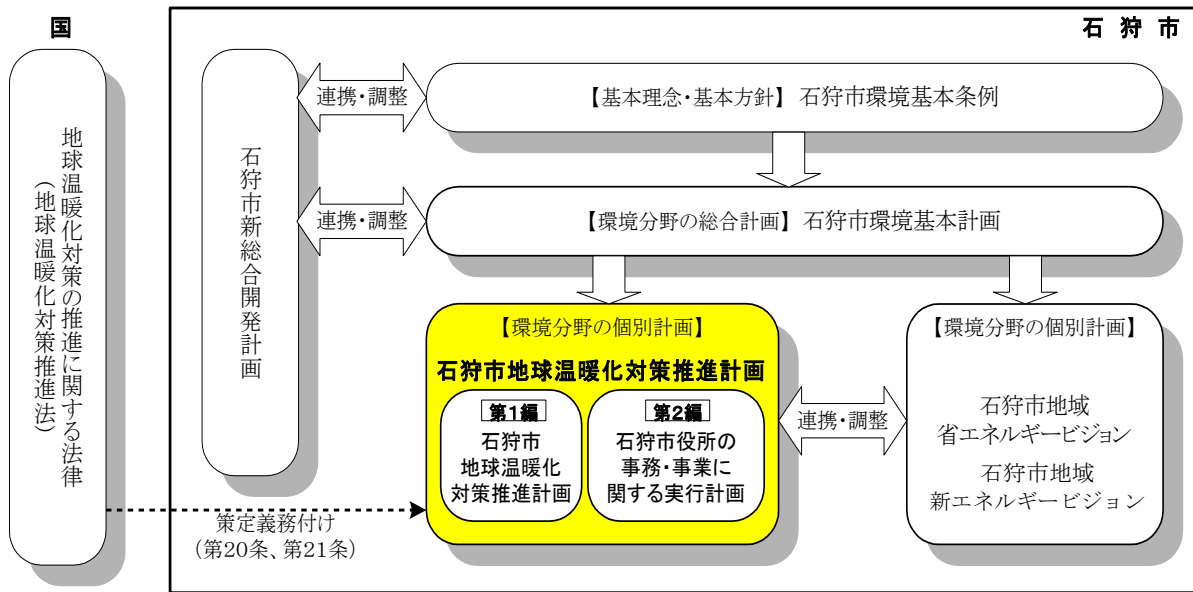 国
地球温暖化対策の推進に関する法律
(地球温暖化対策推進法)
石狩市
石狩市新総合開発計画
連携・調整
【基本理念・基本方針】石狩市環境基本条例
連携・調整
【環境分野の総合計画】石狩市環境基本計画
【環境分野の個別計画】
石狩市地球温暖化対策推進計画
第1編
石狩市
地球温暖化
対策推進計画
第2編
石狩市役所の
事務・事業に
関する実行計画
連携・調整
【環境分野の個別計画】
石狩市地域
省エネルギービジョン
石狩市地域
新エネルギービジョン
策定義務付け
(第20条、第21条)